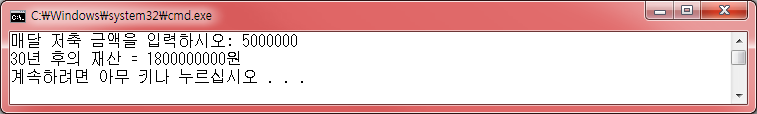 C:₩Windows₩system32₩cmd.exe
매달 저축 금액을 입력하시오: 5000000
30년 후의 재산 = 1800000000원
계속하려면 아무 키나 누르십시오 . . .